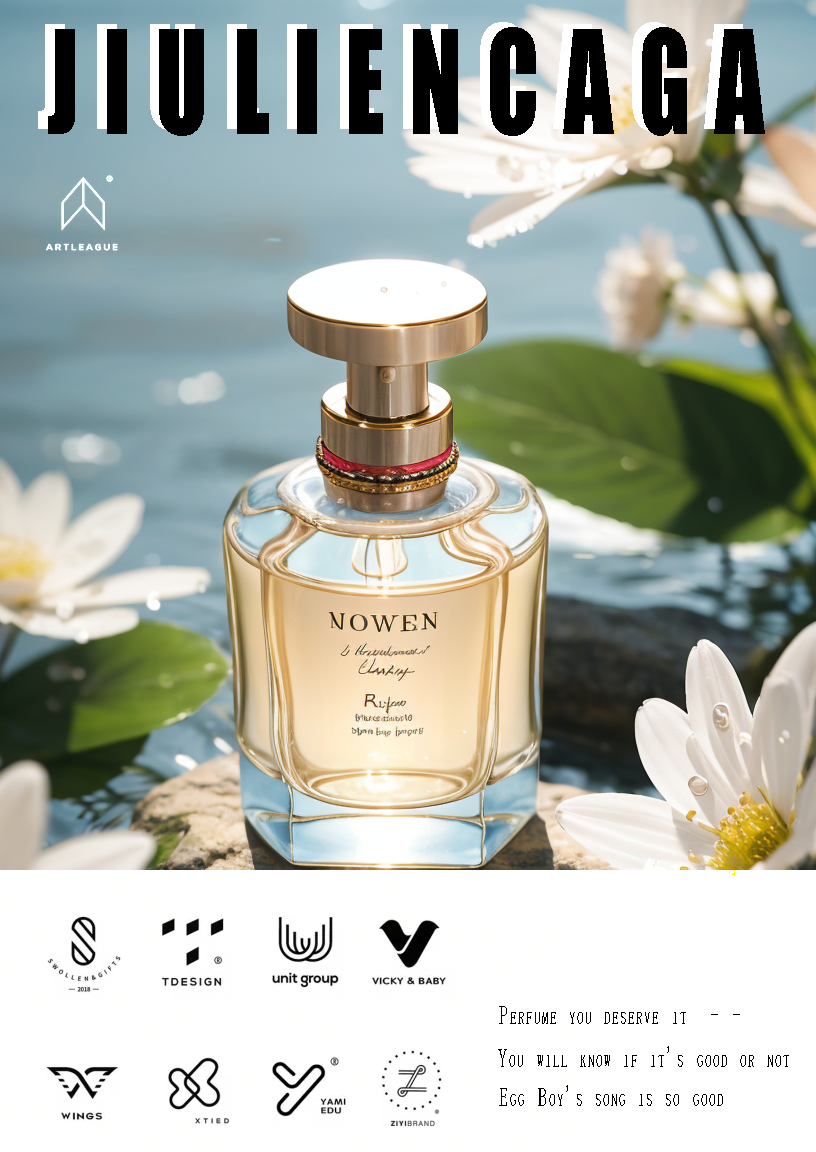 JIULIENCAGA
ARTLEAGUE
NOWEN
SWOLLEN&GIFTS
— 2018 —
TDESIGN
®
unit group
VICKY & BABY
WINGS
XTIED
®
YAMI
EDU
ZIYIBRAND
®
PERFUME YOU DESERVE IT - -
YOU WILL KNOW IF IT'S GOOD OR NOT
EGG BOY'S SONG IS SO GOOD